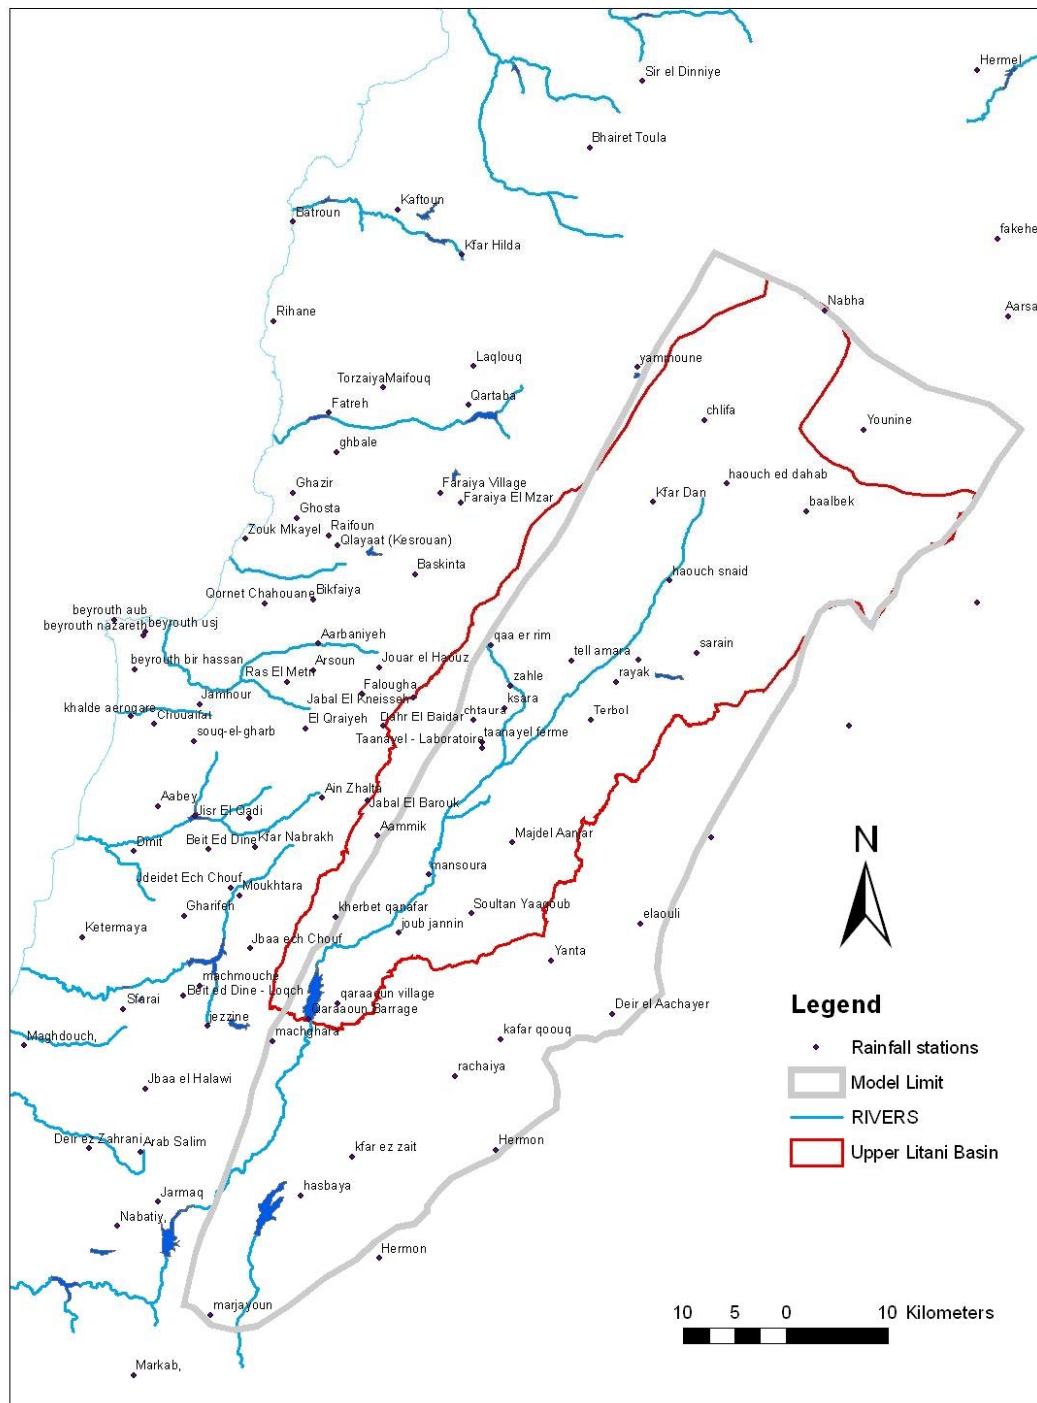 Sir el Dinniye
Hermel
Bhairet Toula
Kaftoun
Batroun
Kfar Hilda
fakehe
Nabha
Aarsa
Rihane
Laqlouq
yammoune
TorzaiyaMaifouq
Fatreh
Qartaba
chlifa
Younine
ghbale
Ghazir
Faraiya Village
Faraiya El Mzar
haouch ed dahab
Kfar Dan
baalbek
Ghosta
Zouk Mkayel
Raifoun
Qlayaat (Kesrouan)
Baskinta
haouch snaid
Qornet Chahouane
Bikfaiya
beyrouth aub
beyrouth usj
beyrouth nazareth
Aarbaniyeh
qaa er rim
sarain
beyrouth bir hassan
Arsoun
Jouar el Haouz
tell amara
Ras El Metn
zahle
rayak
Falougha
Jabal El Kneisseh
Jamhour
ksara
khalde aerogare
Choueifat
El Qraiyeh
Dahr El Baidar
chtaura
Terbol
souq-el-gharb
Taanayel - Laboratoire
taanayel ferme
Aabey
Ain Zhalta
Jabal El Barouk
Jisr El Qadi
Aammik
Majdel Aanjar
N
Dmit
Beit Ed Dine
Kfar Nabrakh
mansoura
Jdeidet Ech Chouf,
Moukhtara
Gharifeh
kherbet qanafar
Soultan Yaaqoub
elaouli
Ketermaya
joub jannin
Jbaa ech Chouf
Yanta
machmouche
Beit ed Dine - Loqch
qaraaoun village
Sfarai
Qaraaoun Barrage
Deir el Aachayer
jezzine
Maghdouch,
machghara
kafar qoouq
Legend
Rainfall stations
Jbaa el Halawi
rachaiya
Model Limit
RIVERS
Deir ez Zahrani
Arab Salim
kfar ez zait
Hermon
Upper Litani Basin
Jarmaq
hasbaya
Nabatiy,
Hermon
marjayoun
10 5 0 10 Kilometers
Markab,